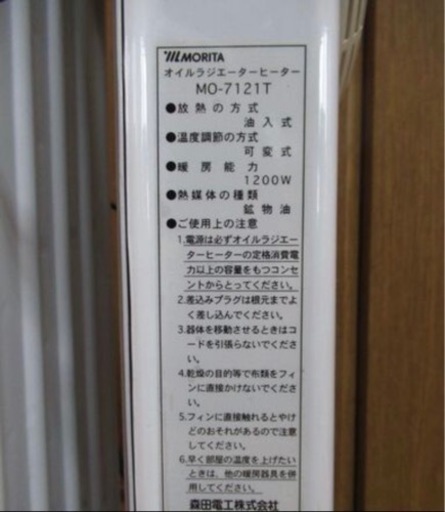 MORITA
オイルラジエーターヒーター
MO-7121T
●放熱の方式
油入式
●温度調節の方式
可変式
●暖房能力
1200W
●熱媒体の種類
鉱物油
●ご使用上の注意
1.電源は必ずオイルラジエー
ターヒーターの定格消費電
力以上の容量をもつコンセ
ントからとってください。
2.差込みプラグは根元までよ
く差し込んでください。
3.器体を移動させるときはコ
ードを引張らないでくださ
い。
4.乾燥の目的等で布類をフィ
ンに直接かけないでくださ
い。
5.フィンに直接触れるとやけ
どのおそれがあるので注意
してください。
6.早く部屋の温度を上げたい
ときは、他の暖房器具を併
用してください。
森田電工株式会社